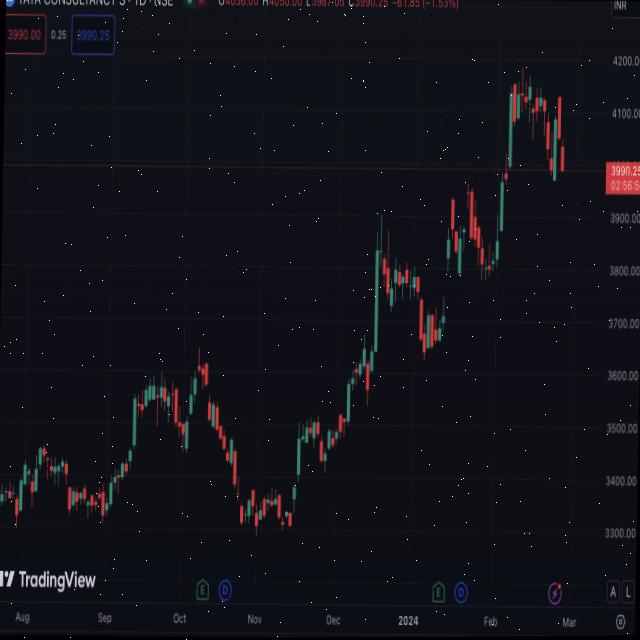 TATA CONSULTANCY S · 1D · NSE O4036.00 H4050.00 L3987.05 C3990.25 −61.85 (−1.53%) INR
3990.00 0.25 3990.25
4200.00
4100.00
3990.25
02:56:5
3900.00
3800.00
3700.00
3600.00
3500.00
3400.00
3300.00
TradingView
E D E D A L
Aug Sep Oct Nov Dec 2024 Feb Mar